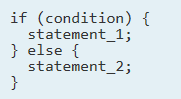 if (condition) {
  statement_1;
} else {
  statement_2;
}